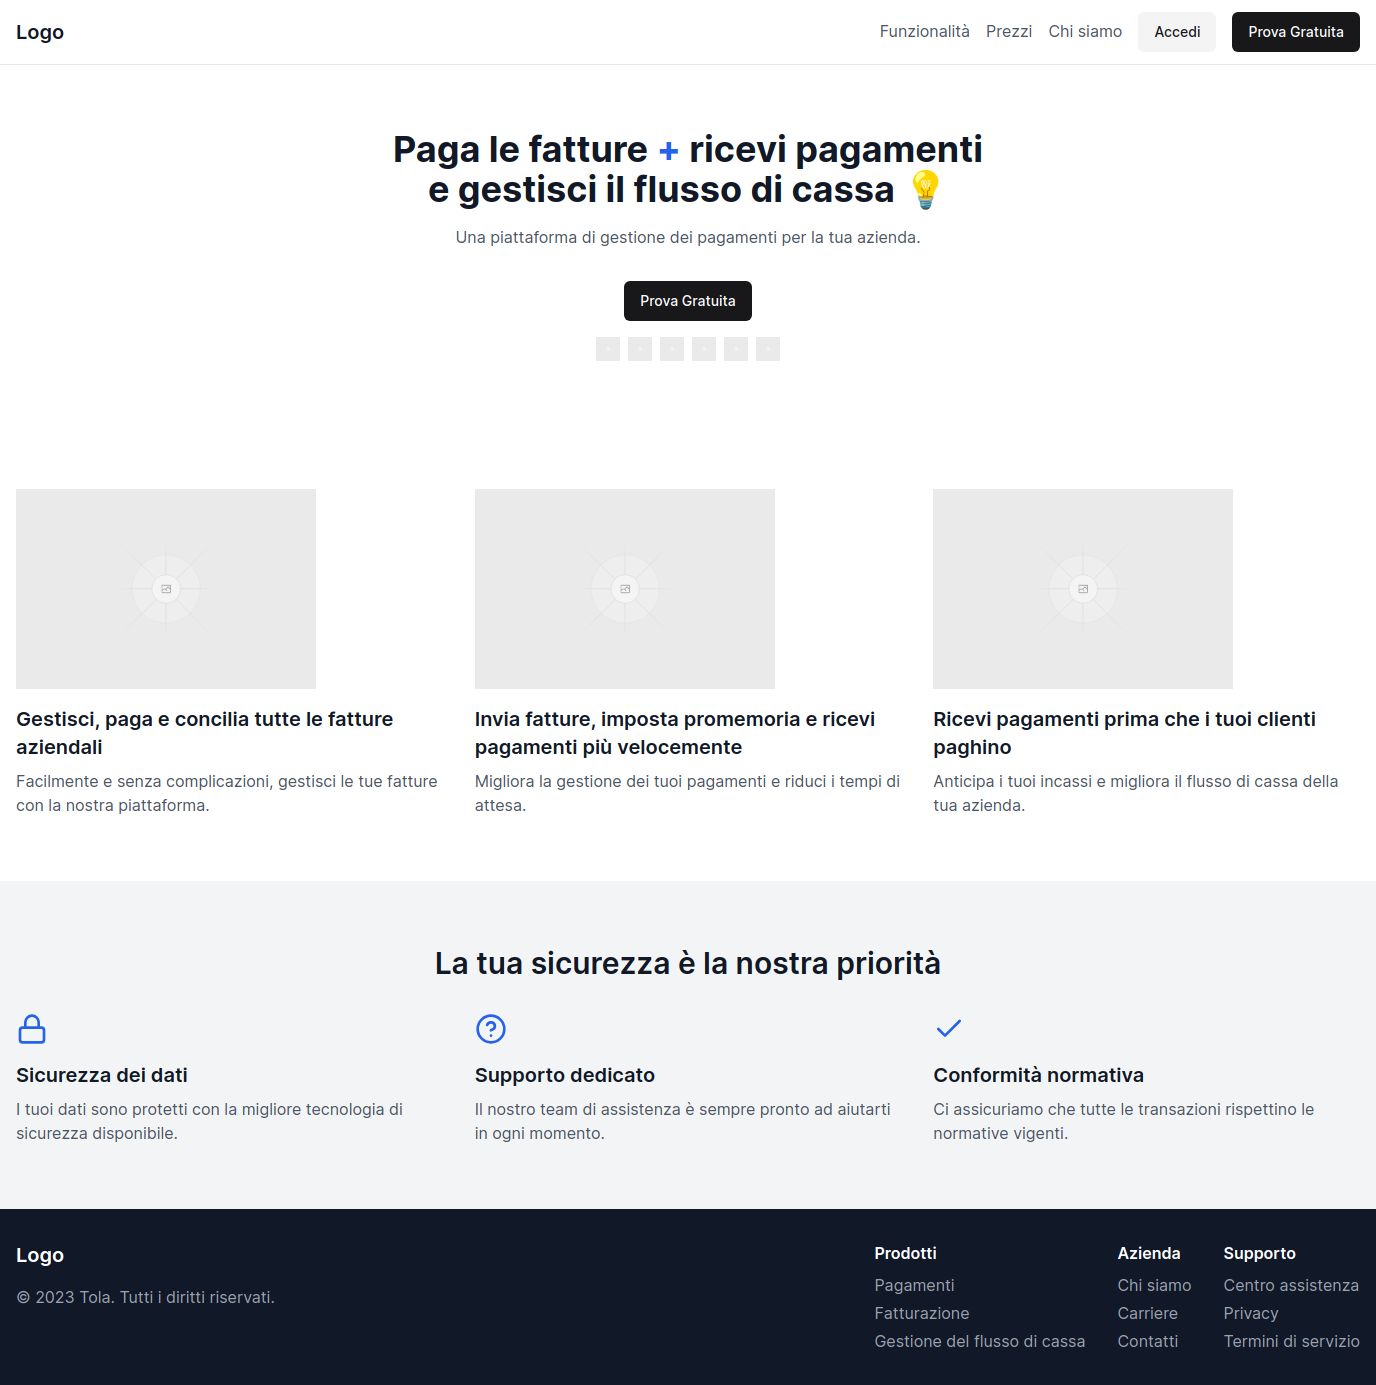 Logo
Funzionalità Prezzi Chi siamo Accedi Prova Gratuita
Paga le fatture + ricevi pagamenti
e gestisci il flusso di cassa 💡
Una piattaforma di gestione dei pagamenti per la tua azienda.
Prova Gratuita
Gestisci, paga e concilia tutte le fatture
aziendali
Facilmente e senza complicazioni, gestisci le tue fatture
con la nostra piattaforma.
Invia fatture, imposta promemoria e ricevi
pagamenti più velocemente
Migliora la gestione dei tuoi pagamenti e riduci i tempi di
attesa.
Ricevi pagamenti prima che i tuoi clienti
paghino
Anticipa i tuoi incassi e migliora il flusso di cassa della
tua azienda.
La tua sicurezza è la nostra priorità
Sicurezza dei dati
I tuoi dati sono protetti con la migliore tecnologia di
sicurezza disponibile.
Supporto dedicato
Il nostro team di assistenza è sempre pronto ad aiutarti
in ogni momento.
Conformità normativa
Ci assicuriamo che tutte le transazioni rispettino le
normative vigenti.
Logo
© 2023 Tola. Tutti i diritti riservati.
Prodotti
Pagamenti
Fatturazione
Gestione del flusso di cassa
Azienda
Chi siamo
Carriere
Contatti
Supporto
Centro assistenza
Privacy
Termini di servizio